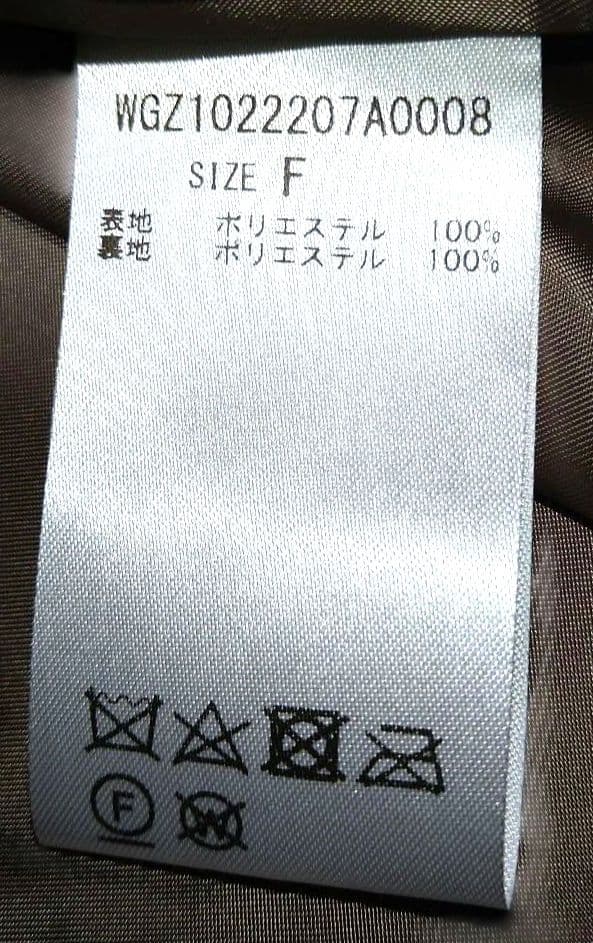 WGZ1022207A0008
SIZE F
表地 ポリエステル 100%
裏地 ポリエステル 100%
F
W